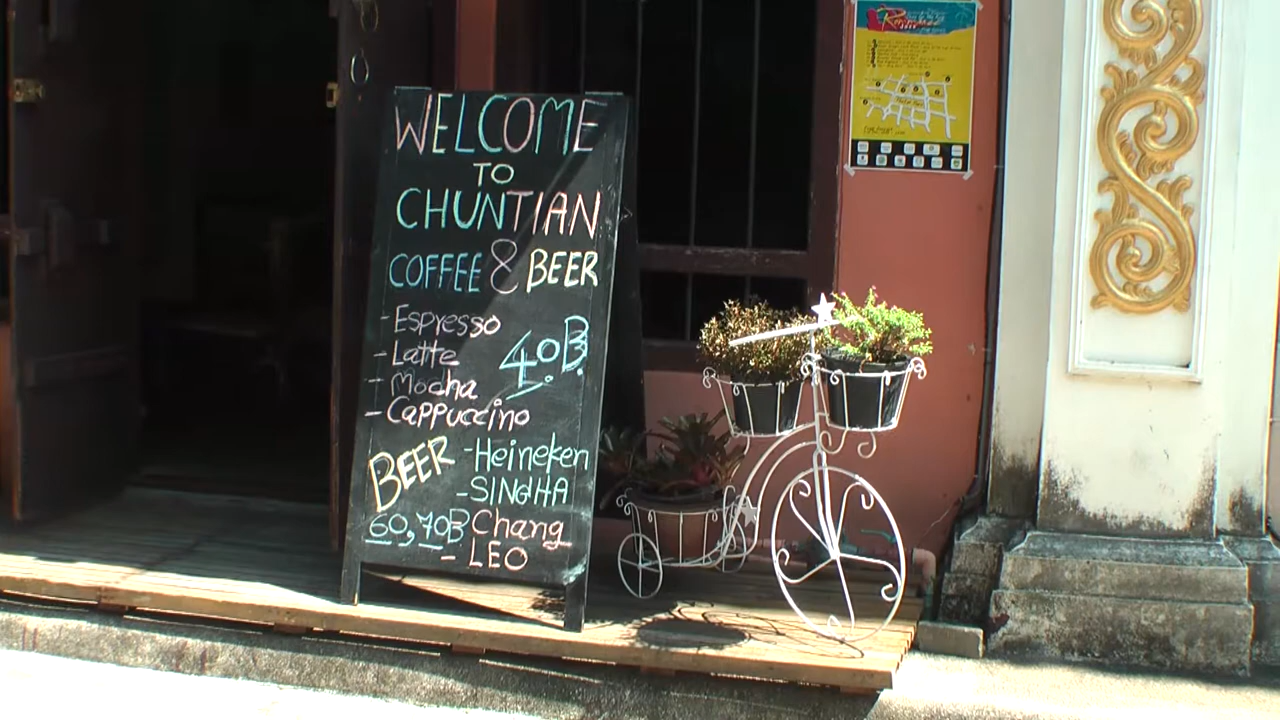 WELCOME
TO
CHUNTIAN
COFFEE & BEER
- Espresso
- Latte
- Mocha
- Cappuccino
40B.
BEER - Heineken
- SINGHA
60,70B Chang
- LEO